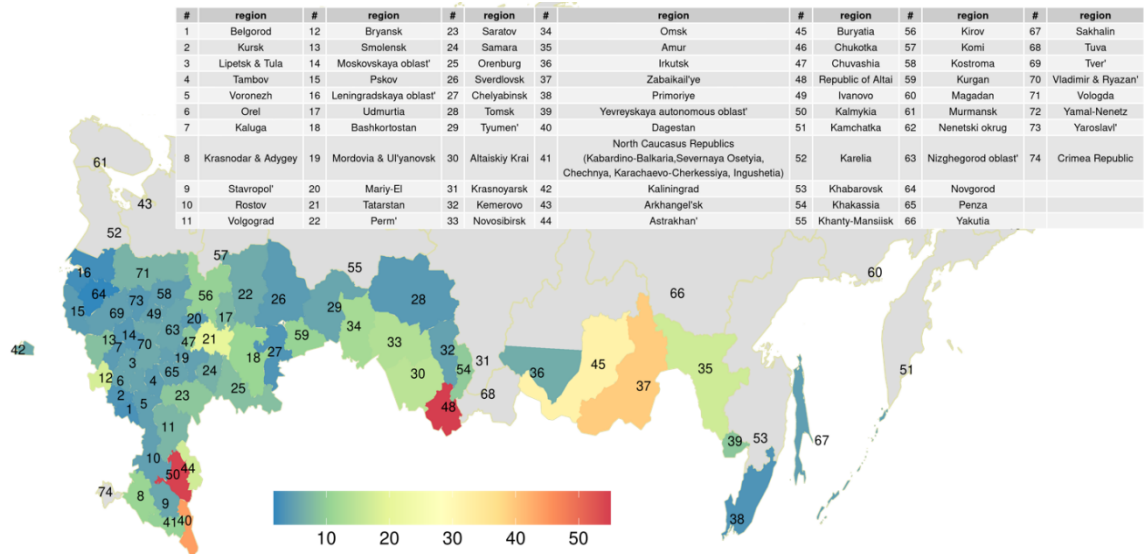 # region # region # region # region # region # region # region
1 Belgorod 12 Bryansk 23 Saratov 34 Omsk 45 Buryatia 56 Kirov 67 Sakhalin
2 Kursk 13 Smolensk 24 Samara 35 Amur 46 Chukotka 57 Komi 68 Tuva
3 Lipetsk & Tula 14 Moskovskaya oblast' 25 Orenburg 36 Irkutsk 47 Chuvashia 58 Kostroma 69 Tver'
4 Tambov 15 Pskov 26 Sverdlovsk 37 Zabaikail'ye 48 Republic of Altai 59 Kurgan 70 Vladimir & Ryazan'
5 Voronezh 16 Leningradskaya oblast' 27 Chelyabinsk 38 Primoriye 49 Ivanovo 60 Magadan 71 Vologda
6 Orel 17 Udmurtia 28 Tomsk 39 Yevreyskaya autonomous oblast' 50 Kalmykia 61 Murmansk 72 Yamal-Nenetz
7 Kaluga 18 Bashkortostan 29 Tyumen' 40 Dagestan 51 Kamchatka 62 Nenetski okrug 73 Yaroslavl'
North Caucasus Republics
8 Krasnodar & Adygey 19 Mordovia & Ul'yanovsk 30 Altaiskiy Krai 41 (Kabardino-Balkaria,Severnaya Osetyia, 52 Karelia 63 Nizhegorod oblast' 74 Crimea Republic
Chechnya, Karachaevo-Cherkessiya, Ingushetia)
9 Stavropol' 20 Mariy-El 31 Krasnoyarsk 42 Kaliningrad 53 Khabarovsk 64 Novgorod
10 Rostov 21 Tatarstan 32 Kemerovo 43 Arkhangel'sk 54 Khakassia 65 Penza
11 Volgograd 22 Perm' 33 Novosibirsk 44 Astrakhan' 55 Khanty-Mansiisk 66 Yakutia
61
43
52
57
16 71 55 60
64 73 58 56 22 26 28 66
15 69 49 20 17 29
13 7 14 70 63 47 21 59 34 33
42 3 19 18 27 32 31 36 45 35 51
12 6 4 65 24 30 54 37
2 1 5 23 25 48 68
11 39 53 67
10 50 44
74 8 9 38
41 40
10 20 30 40 50